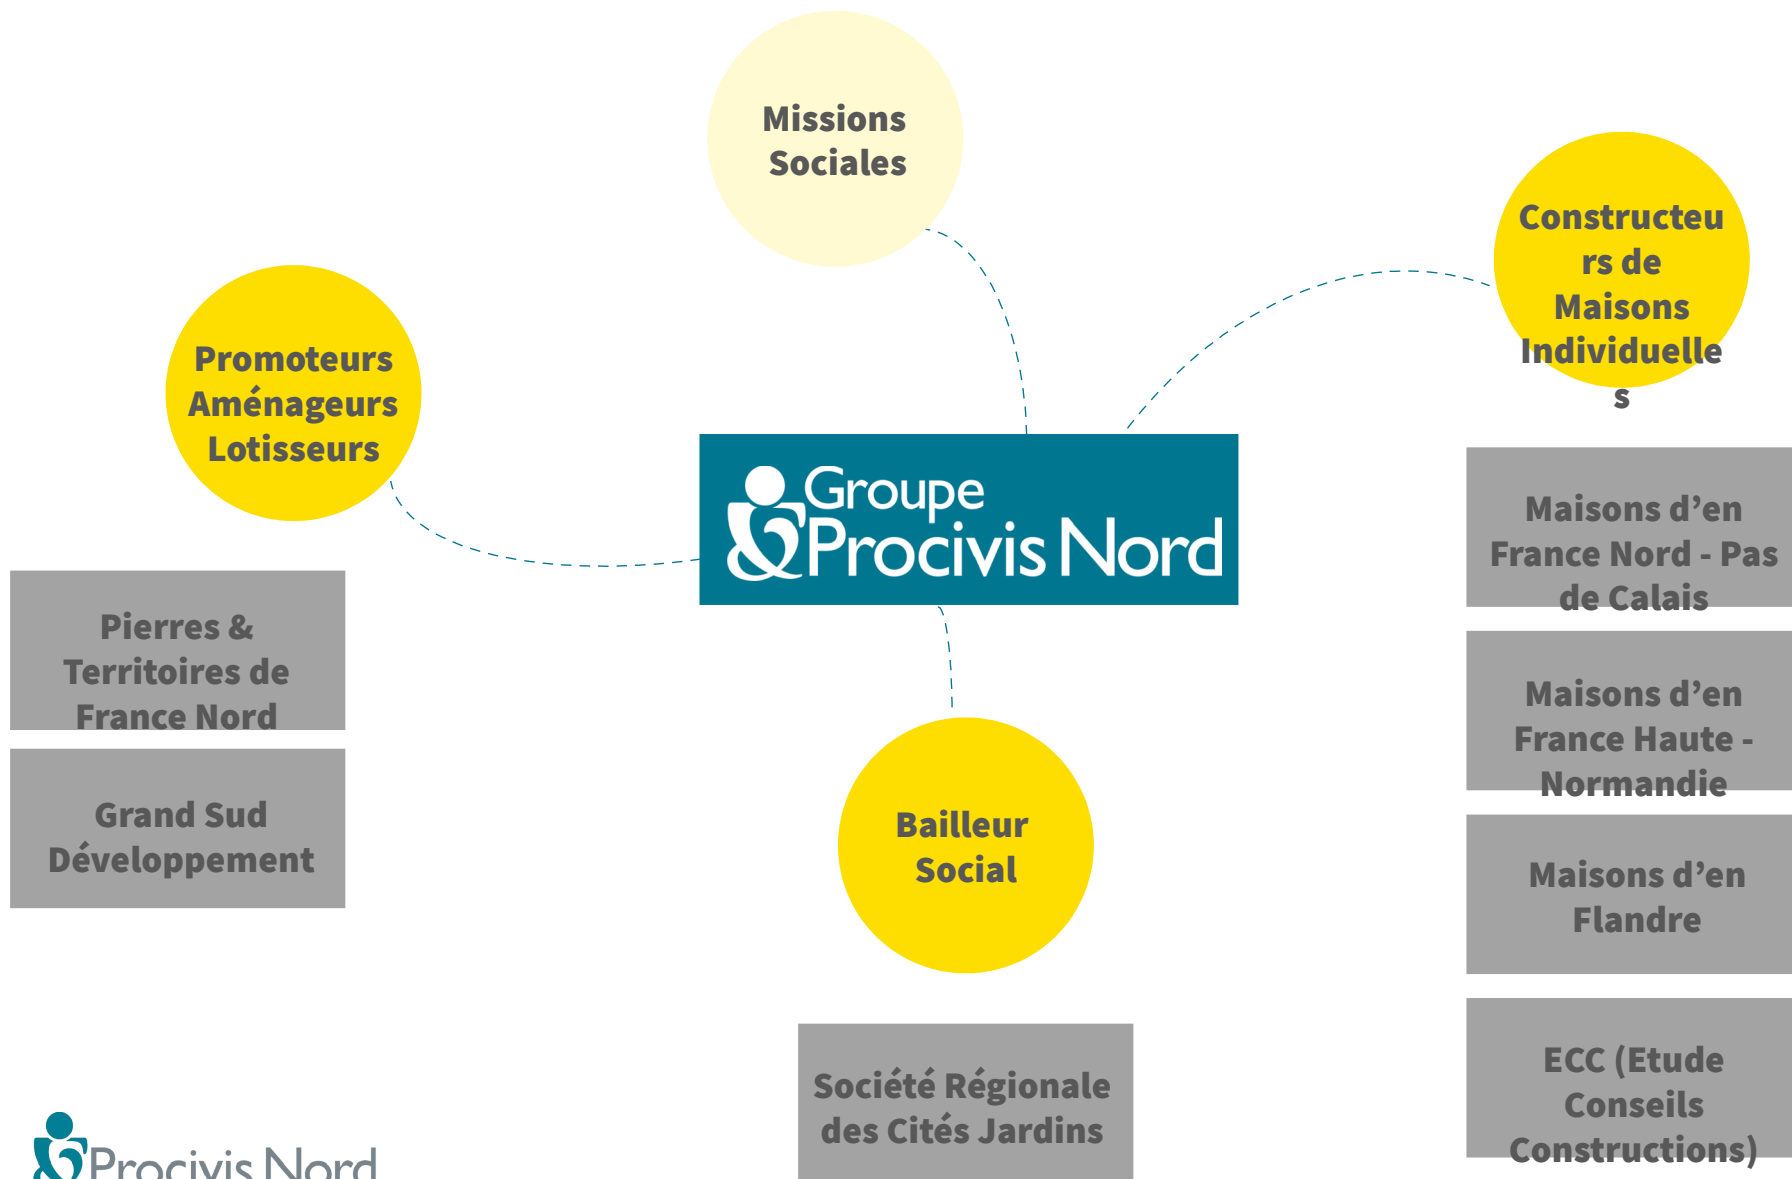 Missions
Sociales
Constructeu
rs de
Maisons
Individuelle
s
Promoteurs
Aménageurs
Lotisseurs
Groupe
Procivis Nord
Maisons d’en
France Nord - Pas
de Calais
Pierres &
Territoires de
France Nord
Maisons d’en
France Haute -
Normandie
Grand Sud
Développement
Bailleur
Social
Maisons d’en
Flandre
Société Régionale
des Cités Jardins
ECC (Etude
Conseils
Constructions)
Procivis Nord